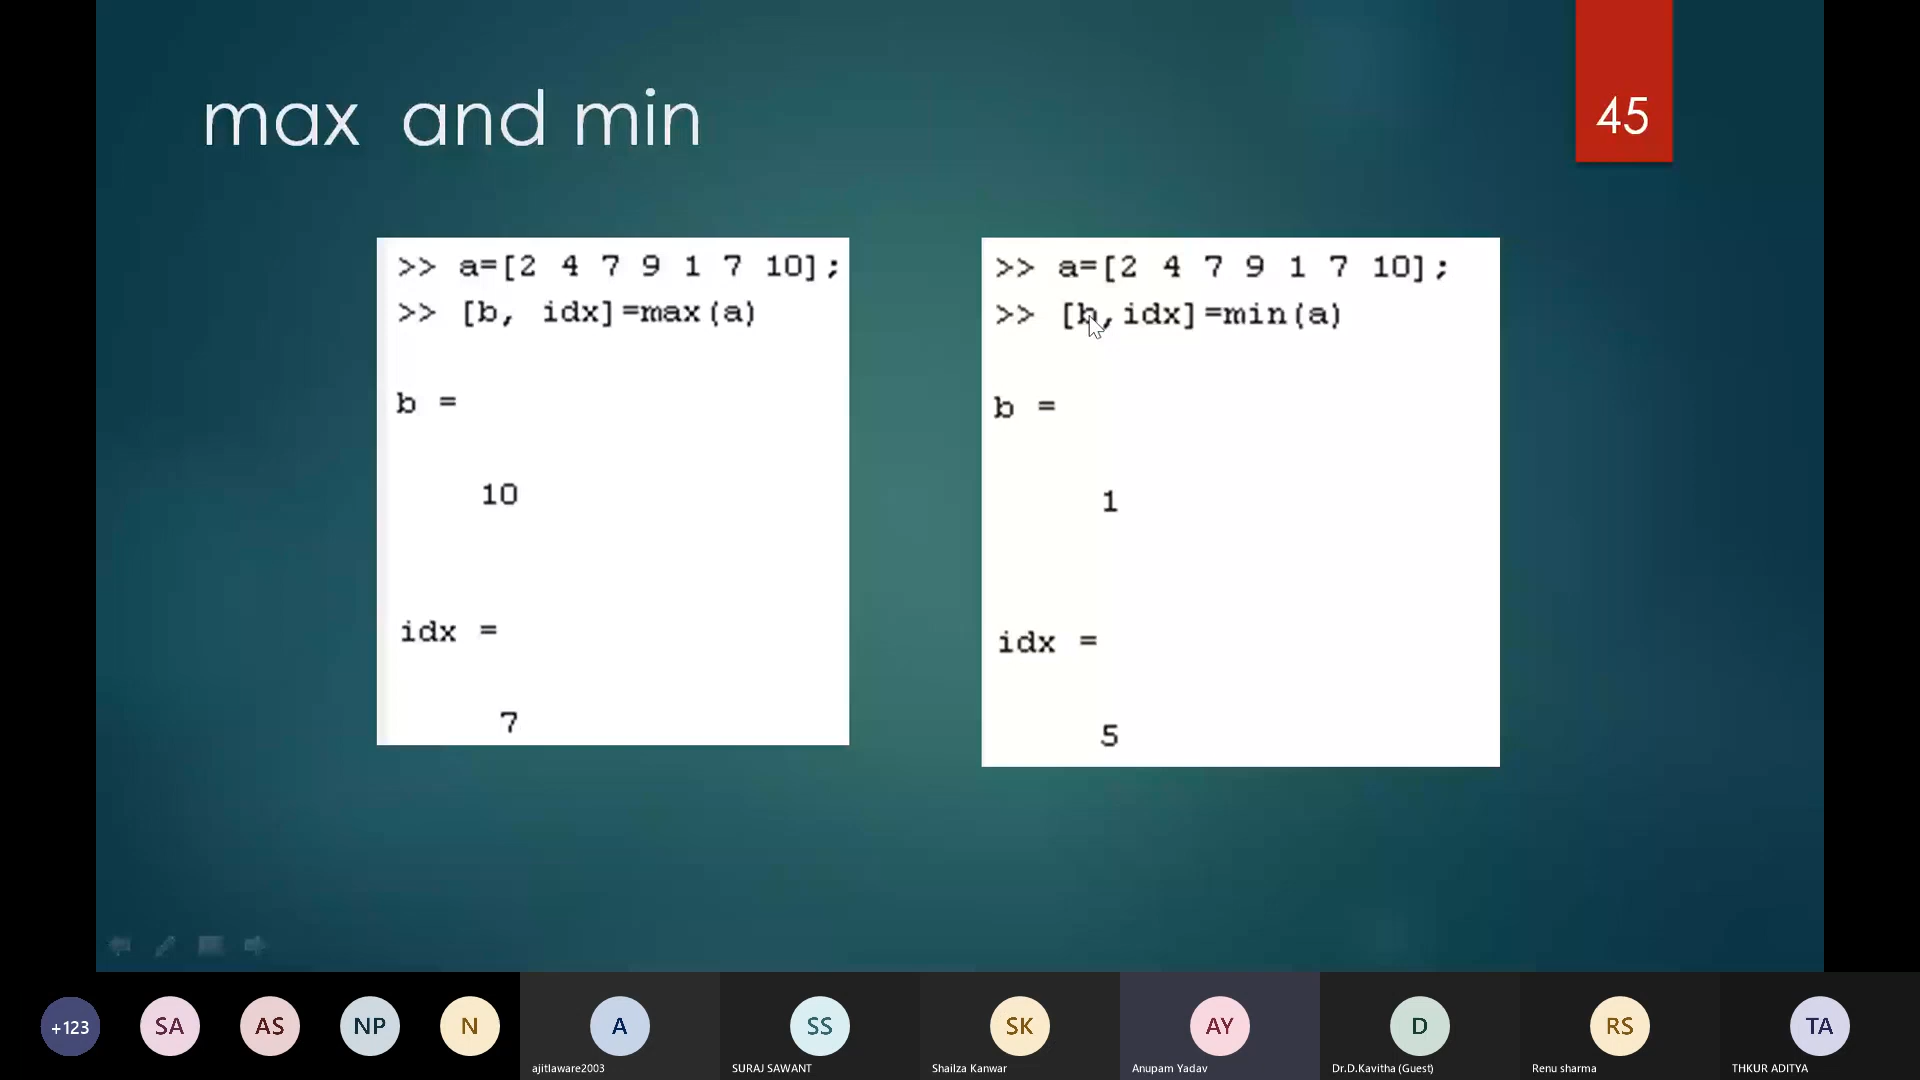 max and min
45
>> a=[2 4 7 9 1 7 10];
>> [b, idx]=max(a)
b =
10
idx =
7
>> a=[2 4 7 9 1 7 10];
>> [b,idx]=min(a)
b =
1
idx =
5
+123
SA
AS
NP
N
A
ajitlaware2003
SS
SURAJ SAWANT
SK
Shailza Kanwar
AY
Anupam Yadav
D
Dr.D.Kavitha (Guest)
RS
Renu sharma
TA
THKUR ADITYA